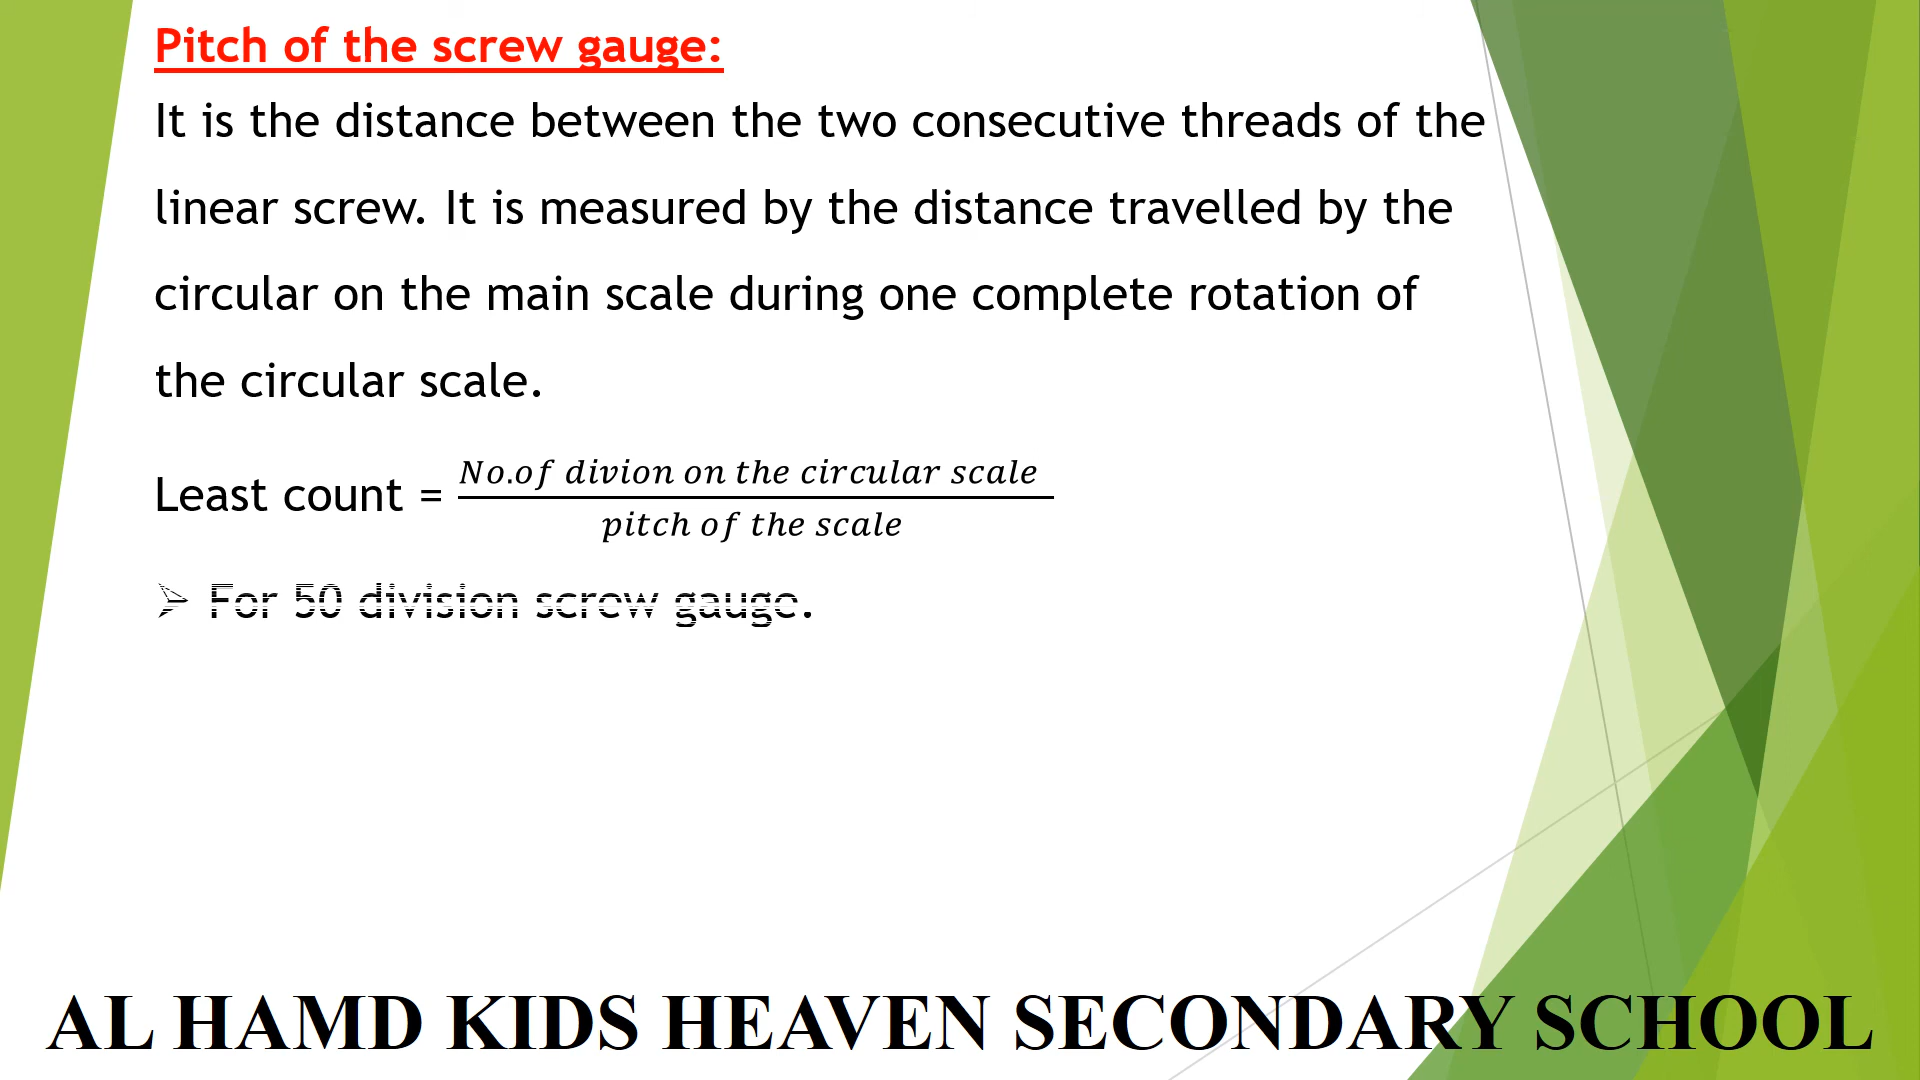 Pitch of the screw gauge:
It is the distance between the two consecutive threads of the
linear screw. It is measured by the distance travelled by the
circular on the main scale during one complete rotation of
the circular scale.
Least count = No.of divion on the circular scale / pitch of the scale
➢ For 50 division screw gauge.
AL HAMD KIDS HEAVEN SECONDARY SCHOOL